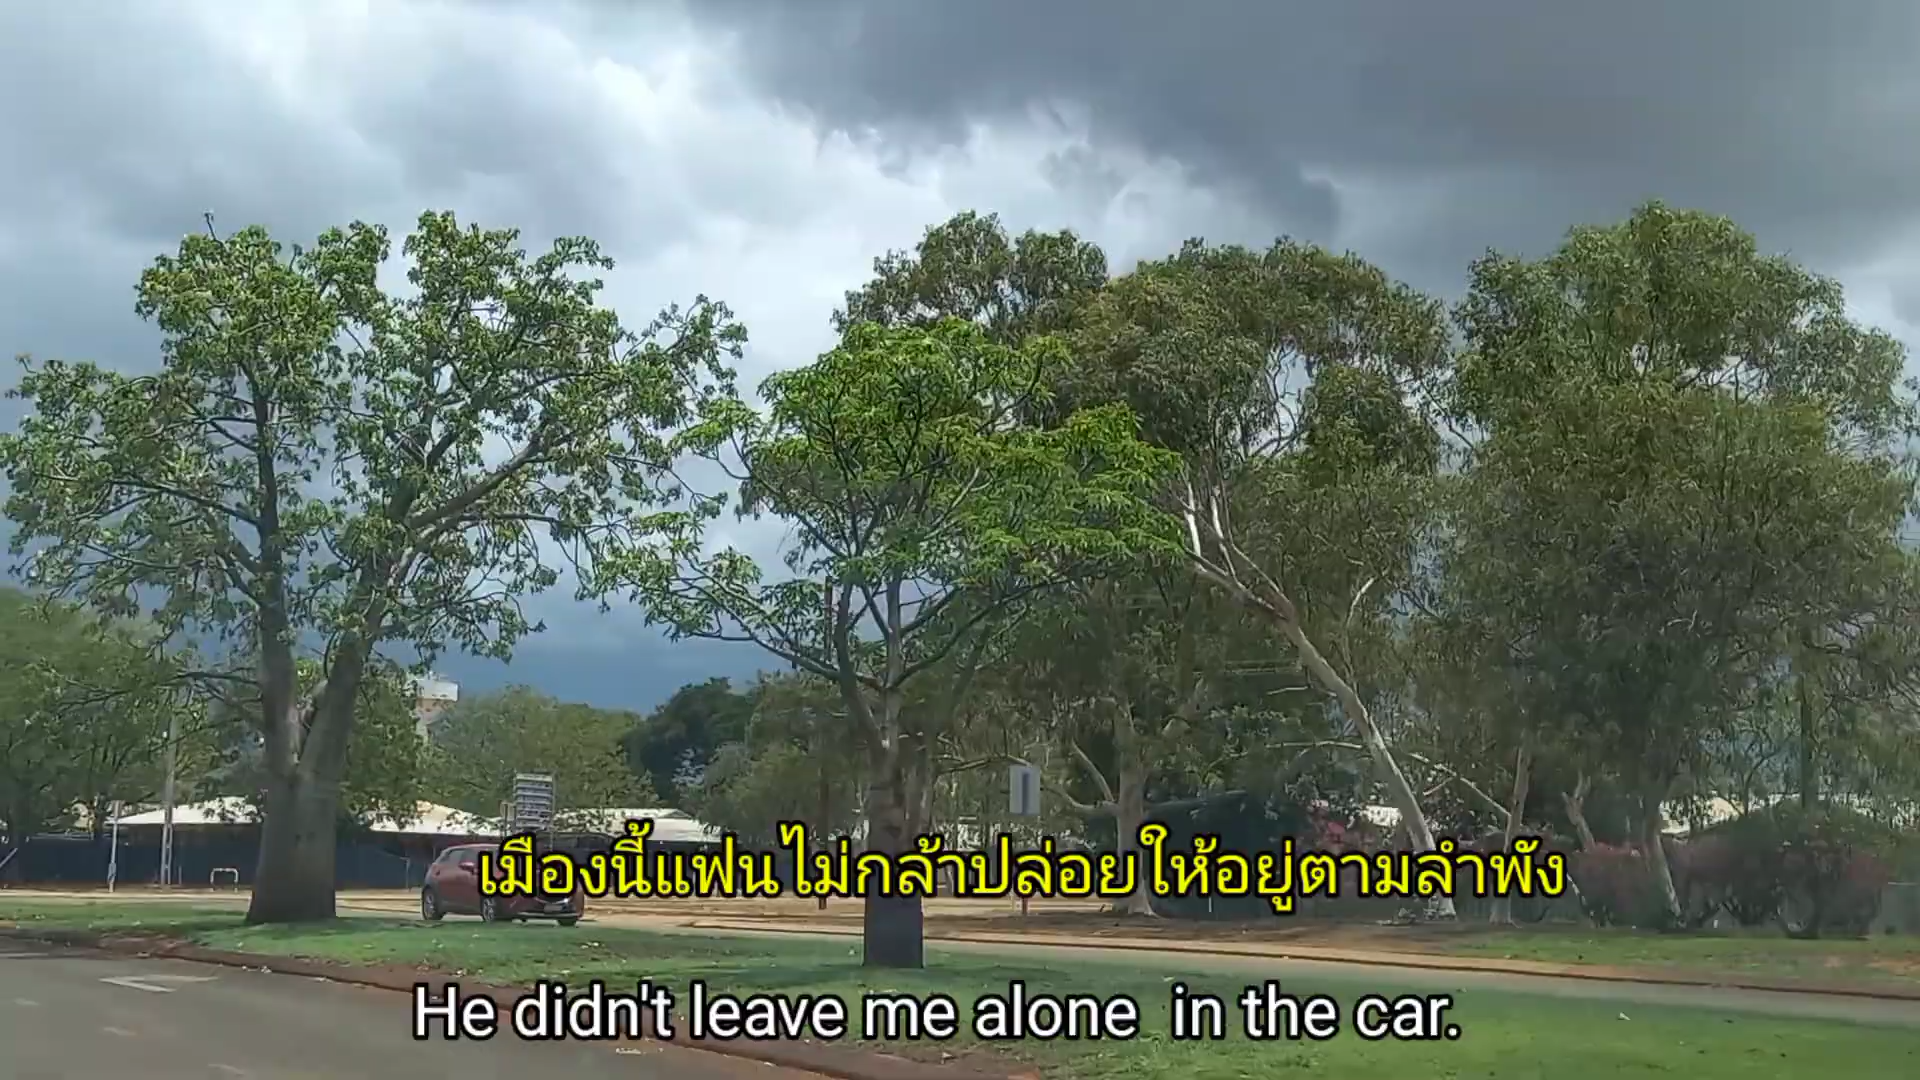 เมืองนี้แฟนไม่กล้าปล่อยให้อยู่ตามลำพัง
He didn't leave me alone in the car.